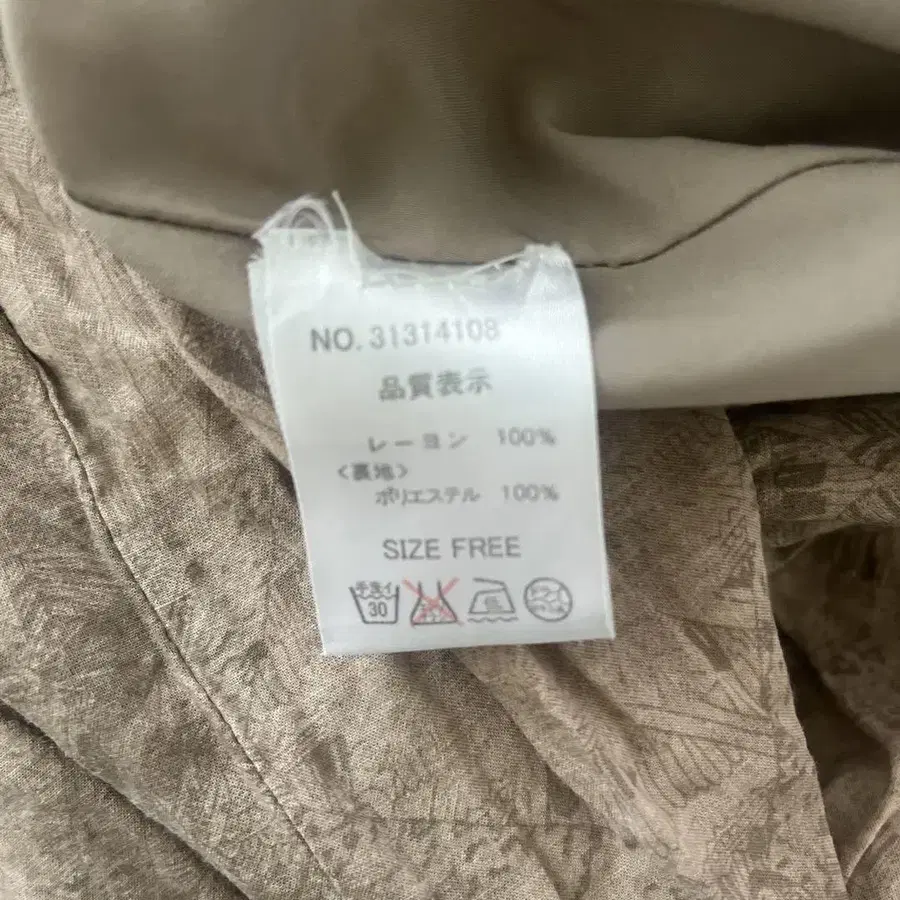 NO. 31314108
品質表示
レーヨン 100%
<裏地>
ポリエステル 100%
SIZE FREE
手洗イ
30